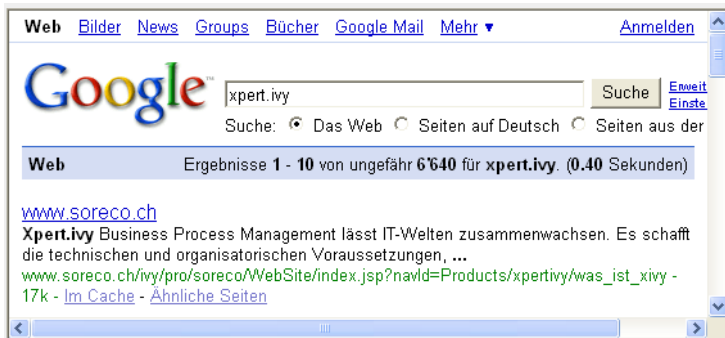 Web Bilder News Groups Bücher Google Mail Mehr ▼ Anmelden
Google™ xpert.ivy Suche Erweit
Einste
Suche: Das Web Seiten auf Deutsch Seiten aus der
Web Ergebnisse 1 - 10 von ungefähr 6'640 für xpert.ivy. (0.40 Sekunden)
www.soreco.ch
Xpert.ivy Business Process Management lässt IT-Welten zusammenwachsen. Es schafft
die technischen und organisatorischen Voraussetzungen, ...
www.soreco.ch/ivy/pro/soreco/WebSite/index.jsp?navId=Products/xpertivy/was_ist_xivy -
17k - Im Cache - Ähnliche Seiten